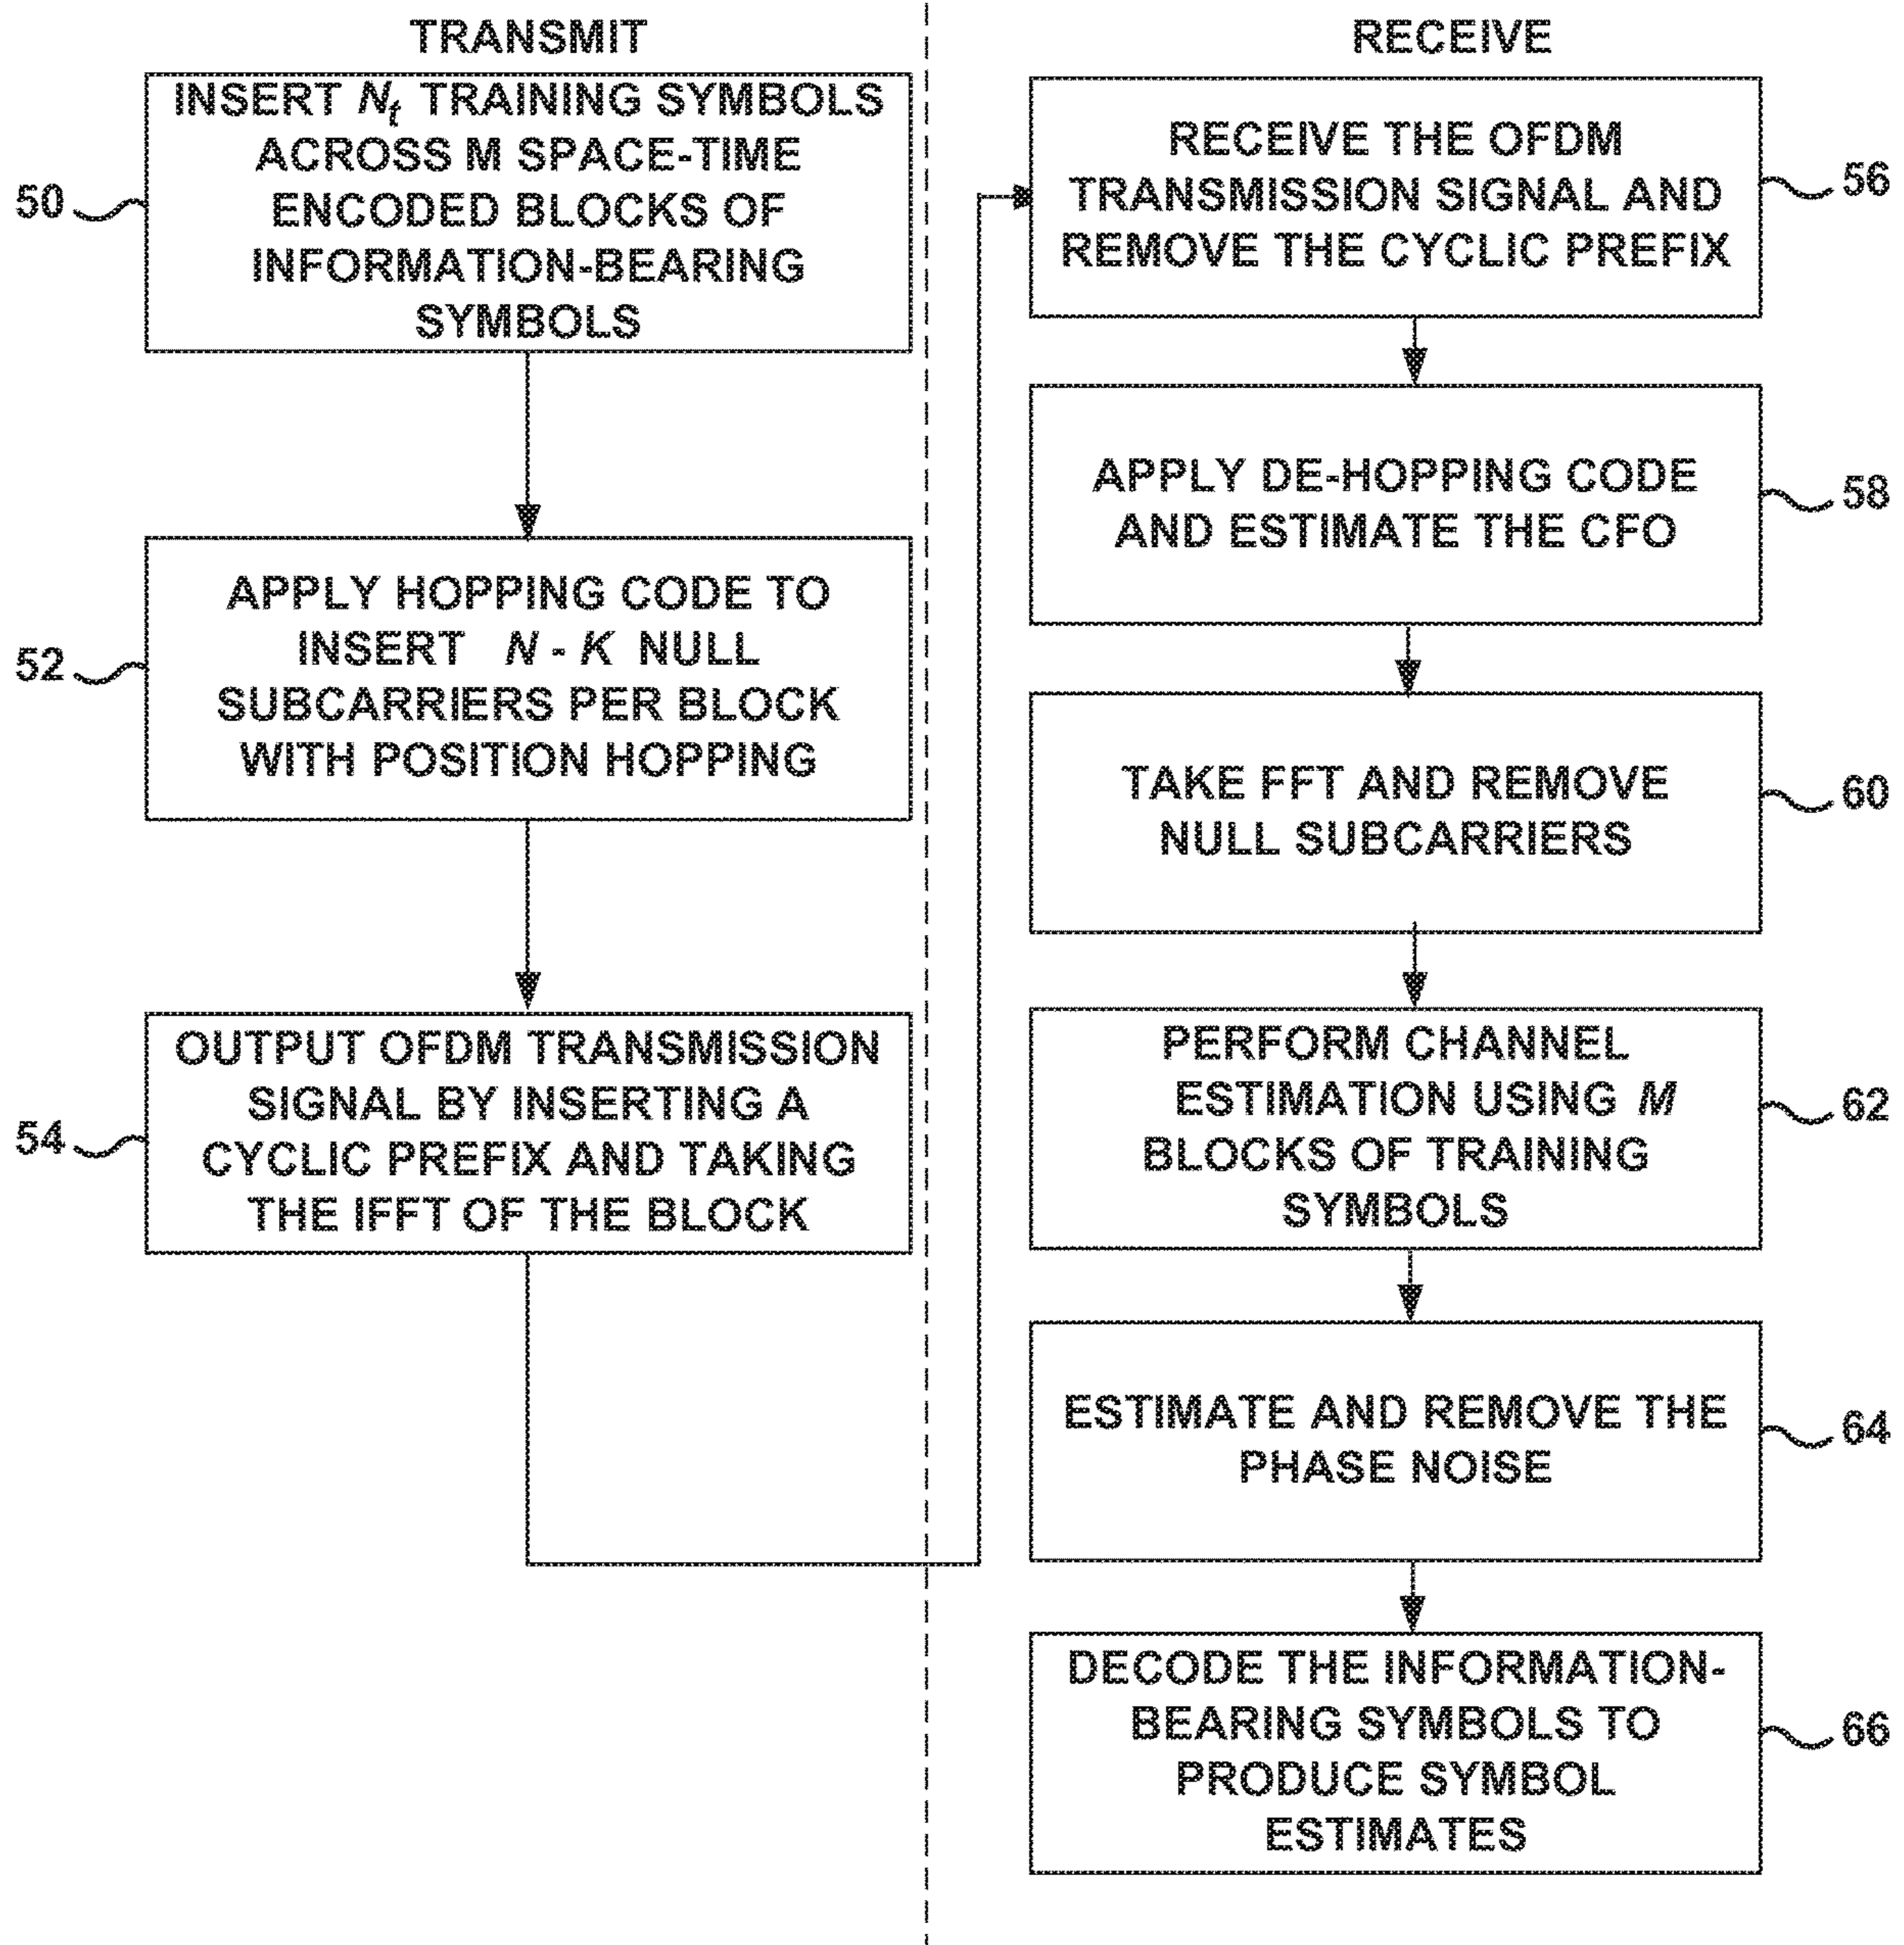 TRANSMIT
INSERT Nt TRAINING SYMBOLS
ACROSS M SPACE-TIME
ENCODED BLOCKS OF
INFORMATION-BEARING
SYMBOLS
50
APPLY HOPPING CODE TO
INSERT N - K NULL
SUBCARRIERS PER BLOCK
WITH POSITION HOPPING
52
OUTPUT OFDM TRANSMISSION
SIGNAL BY INSERTING A
CYCLIC PREFIX AND TAKING
THE IFFT OF THE BLOCK
54
RECEIVE
RECEIVE THE OFDM
TRANSMISSION SIGNAL AND
REMOVE THE CYCLIC PREFIX
56
APPLY DE-HOPPING CODE
AND ESTIMATE THE CFO
58
TAKE FFT AND REMOVE
NULL SUBCARRIERS
60
PERFORM CHANNEL
ESTIMATION USING M
BLOCKS OF TRAINING
SYMBOLS
62
ESTIMATE AND REMOVE THE
PHASE NOISE
64
DECODE THE INFORMATION-
BEARING SYMBOLS TO
PRODUCE SYMBOL
ESTIMATES
66